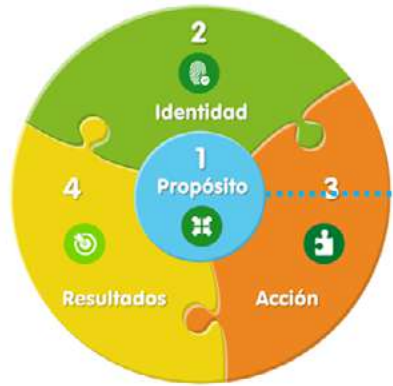 2
Identidad
1
Propósito
4
3
Resultados
Acción